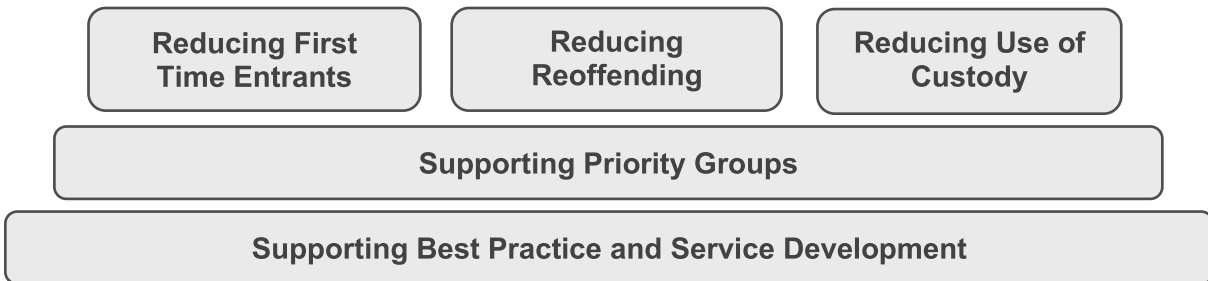 Reducing First
Time Entrants
Reducing
Reoffending
Reducing Use of
Custody
Supporting Priority Groups
Supporting Best Practice and Service Development